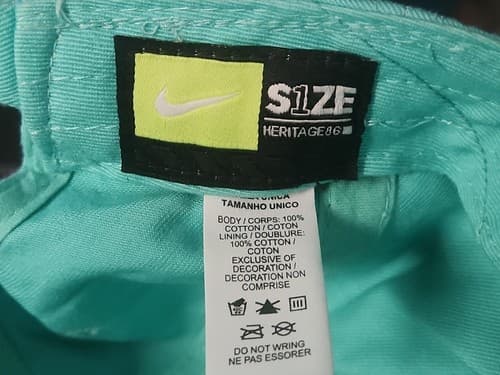 S1ZE
HERITAGE86
TAMANHO UNICO
BODY / CORPS: 100%
COTTON / COTON
LINING / DOUBLURE:
100% COTTON /
COTON
EXCLUSIVE OF
DECORATION /
DECORATION NON
COMPRISE
DO NOT WRING
NE PAS ESSORER